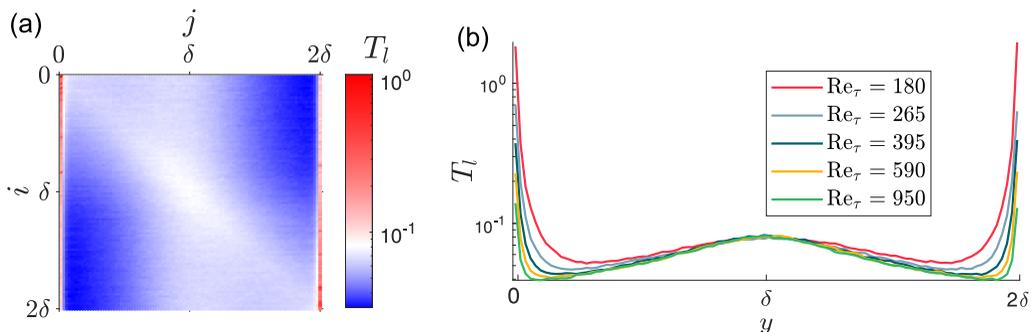 (a)
j
0 δ 2δ
T_l
i
0
δ
2δ
10^0
10^-1
(b)
T_l
10^0
10^-1
Re_τ = 180
Re_τ = 265
Re_τ = 395
Re_τ = 590
Re_τ = 950
0 δ 2δ
y